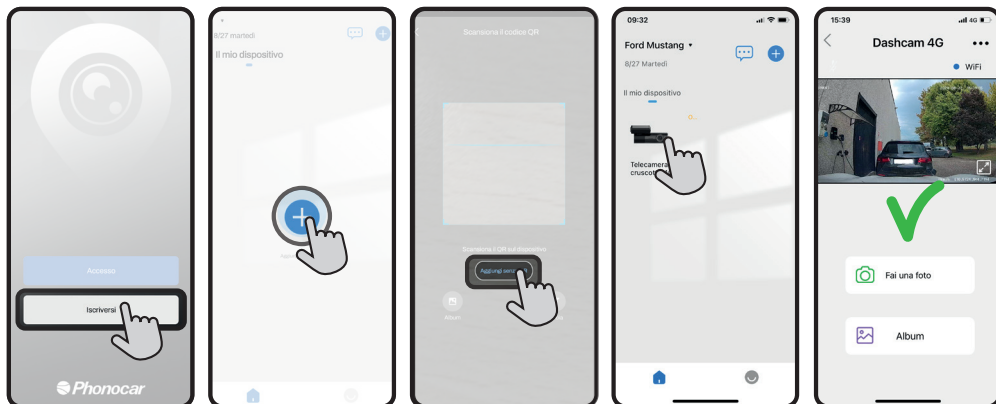 Accesso
Iscriversi
Phonocar
8/27 martedì
Il mio dispositivo
Scansiona il codice QR
Scansiona il QR sul dispositivo
Aggiungi senza
Album
09:32
Ford Mustang
8/27 Martedì
Il mio dispositivo
O...
Telecamera
cruscott
15:39
4G
Dashcam 4G
WiFi
Fai una foto
Album